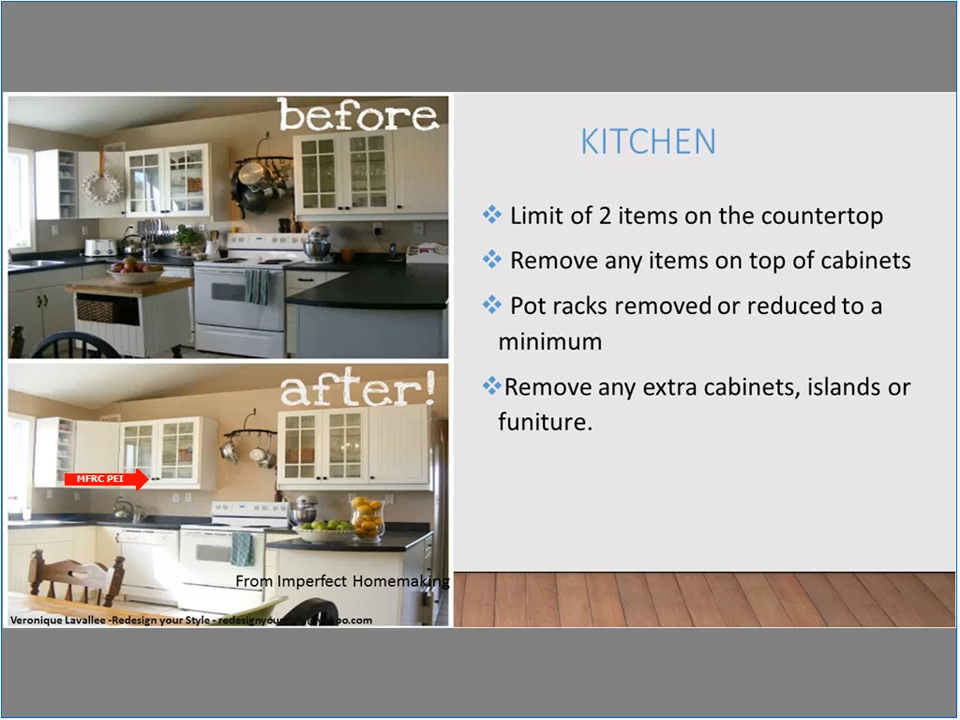 before
KITCHEN
❖ Limit of 2 items on the countertop
❖ Remove any items on top of cabinets
❖ Pot racks removed or reduced to a
minimum
❖Remove any extra cabinets, islands or
funiture.
after!
MFRC PEI
From Imperfect Homemaking
Veronique Lavallee -Redesign your Style -